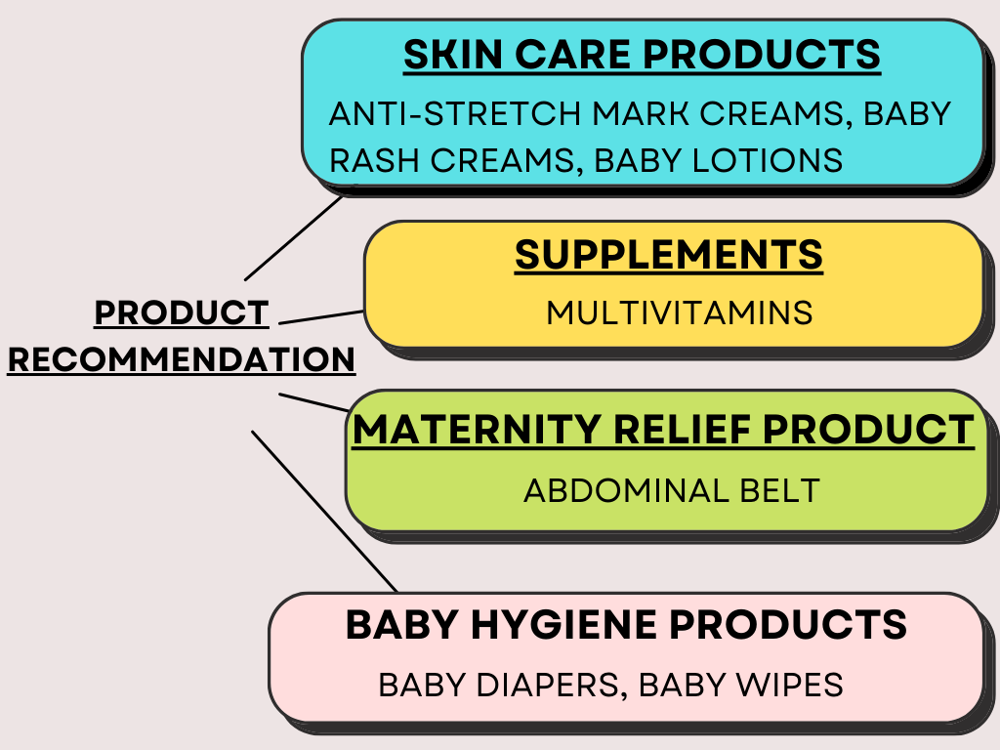 SKIN CARE PRODUCTS
ANTI-STRETCH MARK CREAMS, BABY
RASH CREAMS, BABY LOTIONS
SUPPLEMENTS
MULTIVITAMINS
PRODUCT
RECOMMENDATION
MATERNITY RELIEF PRODUCT
ABDOMINAL BELT
BABY HYGIENE PRODUCTS
BABY DIAPERS, BABY WIPES